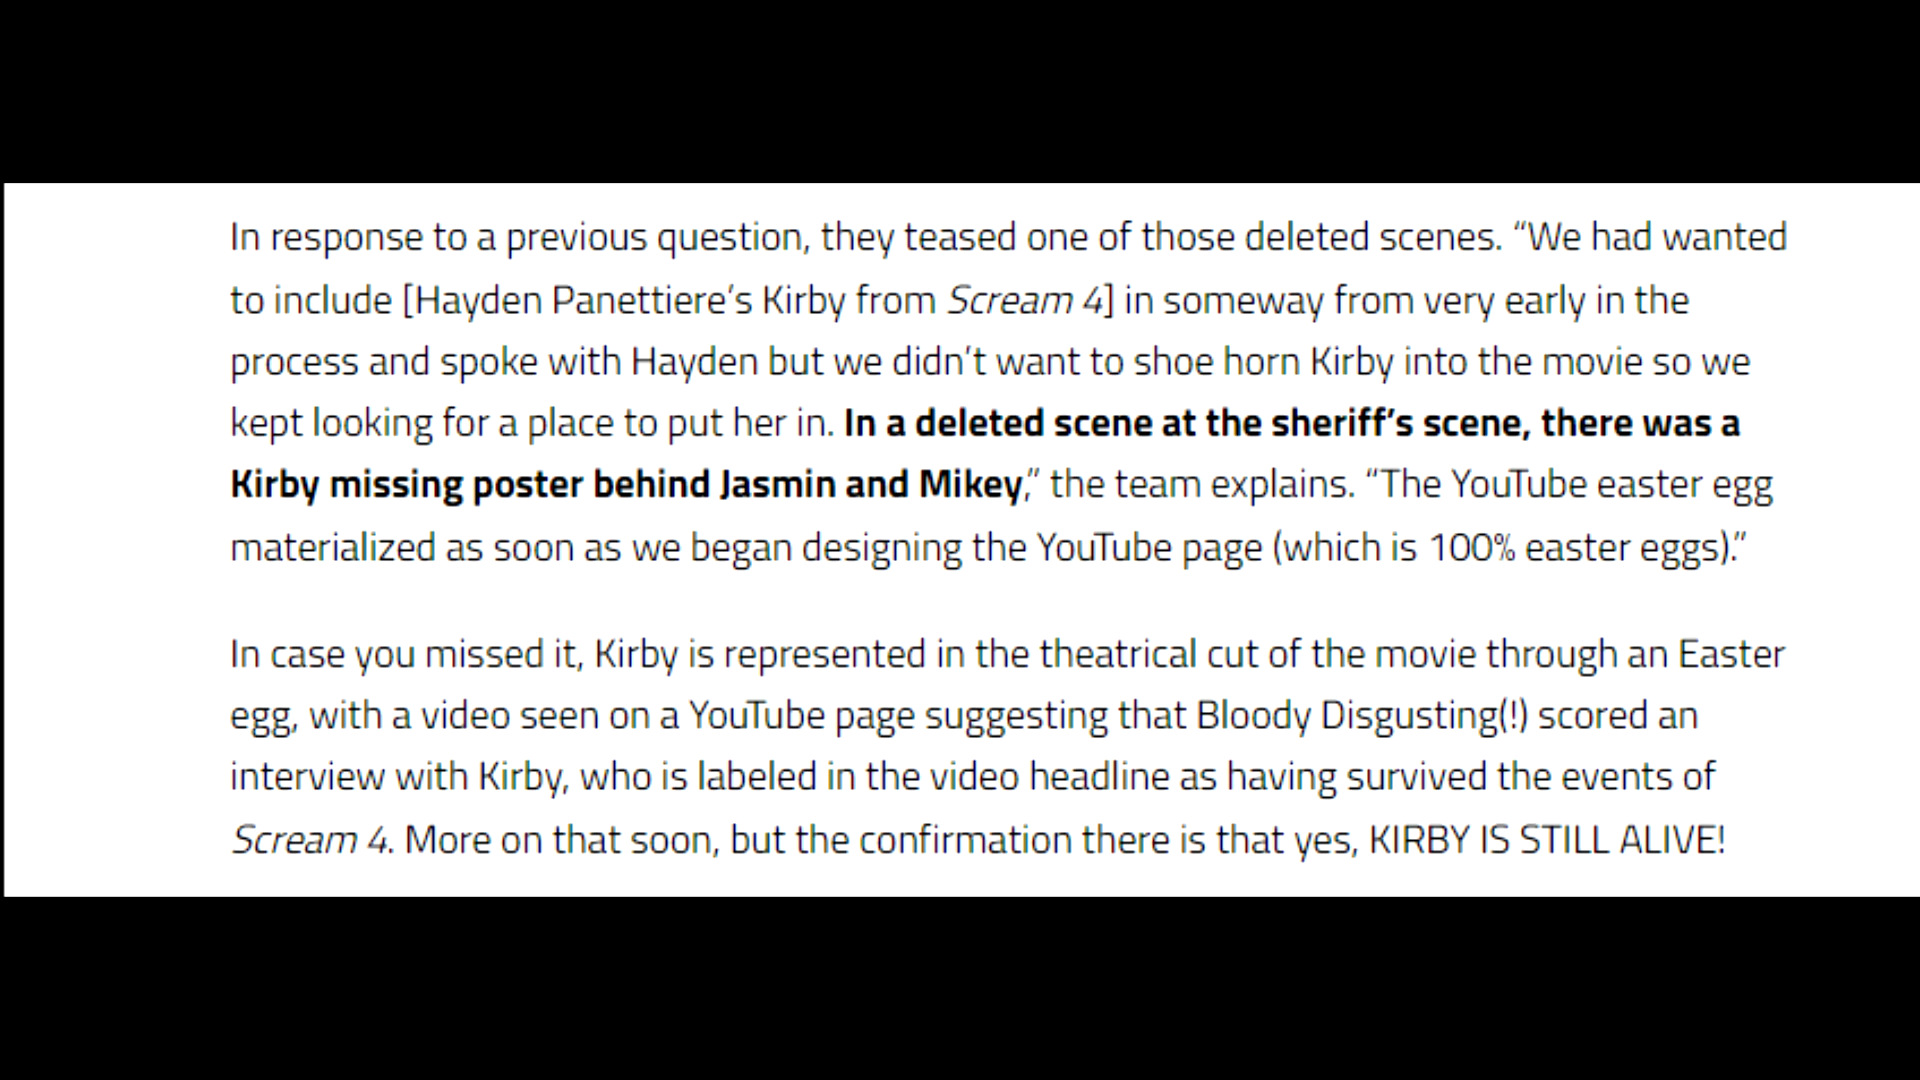 In response to a previous question, they teased one of those deleted scenes. “We had wanted
to include [Hayden Panettiere’s Kirby from Scream 4] in someway from very early in the
process and spoke with Hayden but we didn’t want to shoe horn Kirby into the movie so we
kept looking for a place to put her in. In a deleted scene at the sheriff’s scene, there was a
Kirby missing poster behind Jasmin and Mikey,” the team explains. “The YouTube easter egg
materialized as soon as we began designing the YouTube page (which is 100% easter eggs).”
In case you missed it, Kirby is represented in the theatrical cut of the movie through an Easter
egg, with a video seen on a YouTube page suggesting that Bloody Disgusting(!) scored an
interview with Kirby, who is labeled in the video headline as having survived the events of
Scream 4. More on that soon, but the confirmation there is that yes, KIRBY IS STILL ALIVE!